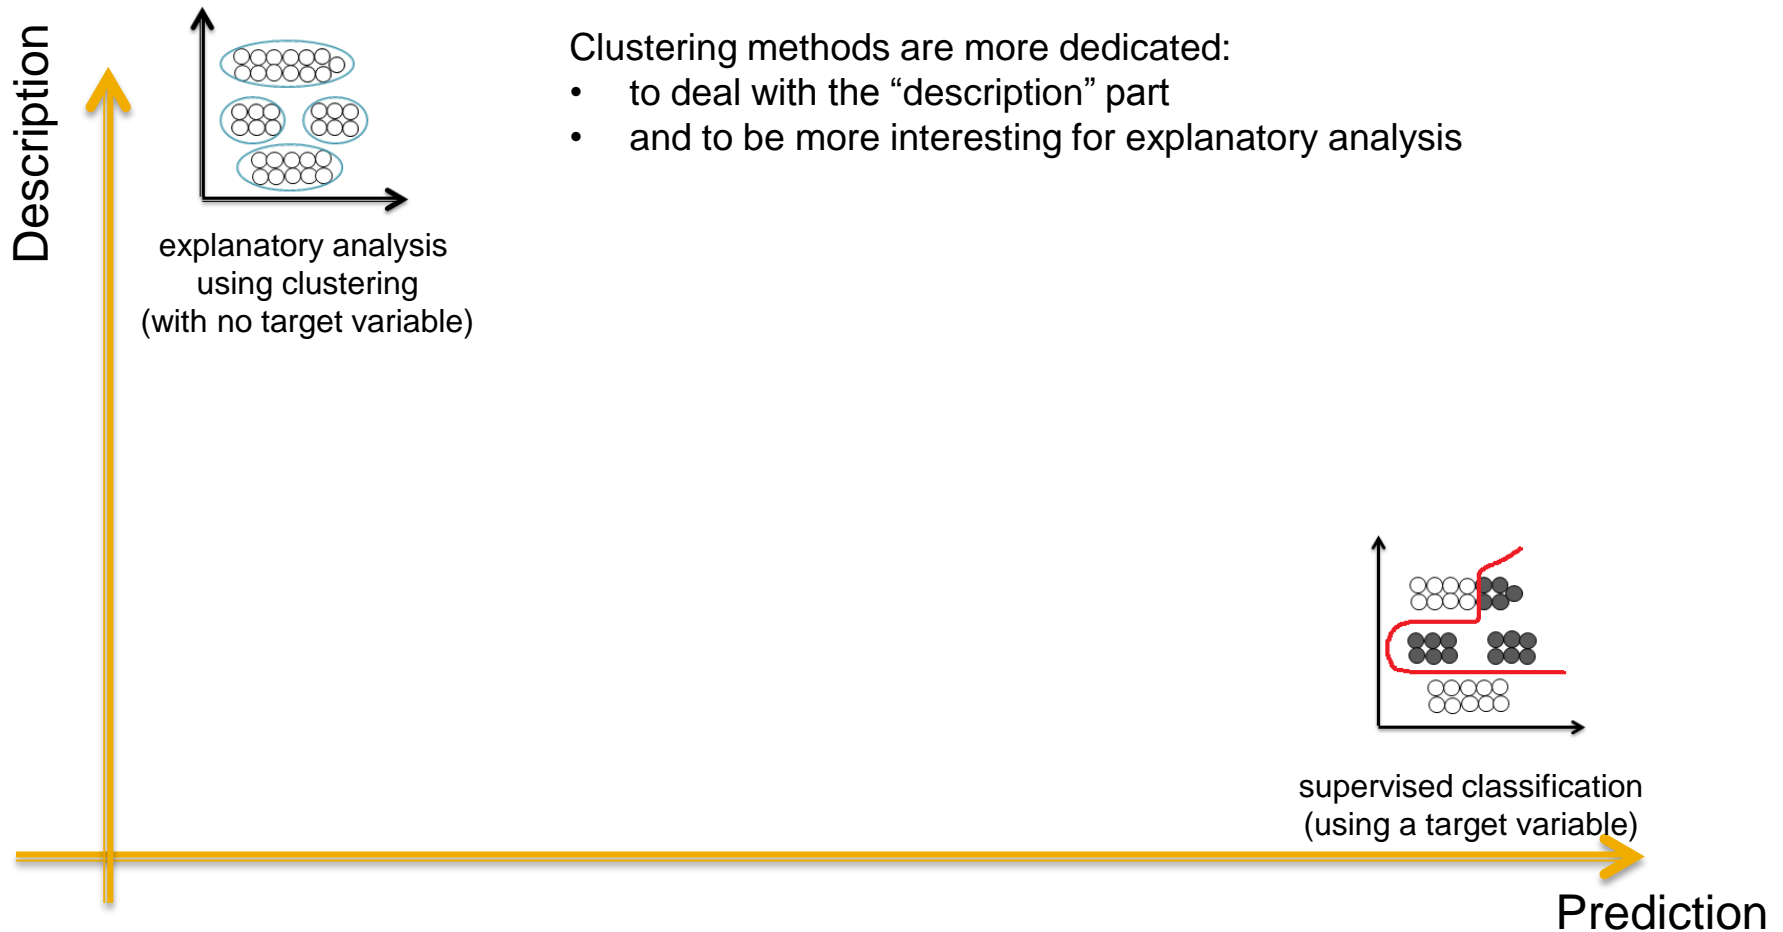 Description
Clustering methods are more dedicated:
• to deal with the “description” part
• and to be more interesting for explanatory analysis
explanatory analysis
using clustering
(with no target variable)
supervised classification
(using a target variable)
Prediction